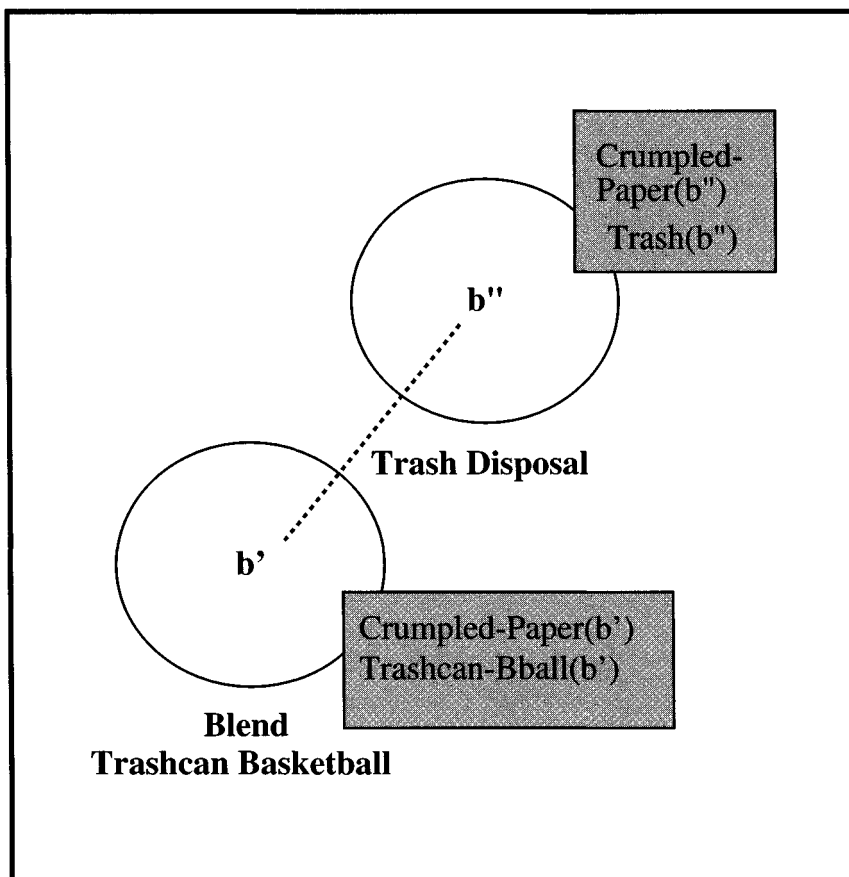 Crumpled-
Paper(b")
Trash(b")
b"
Trash Disposal
b’
Crumpled-Paper(b’)
Trashcan-Bball(b’)
Blend
Trashcan Basketball